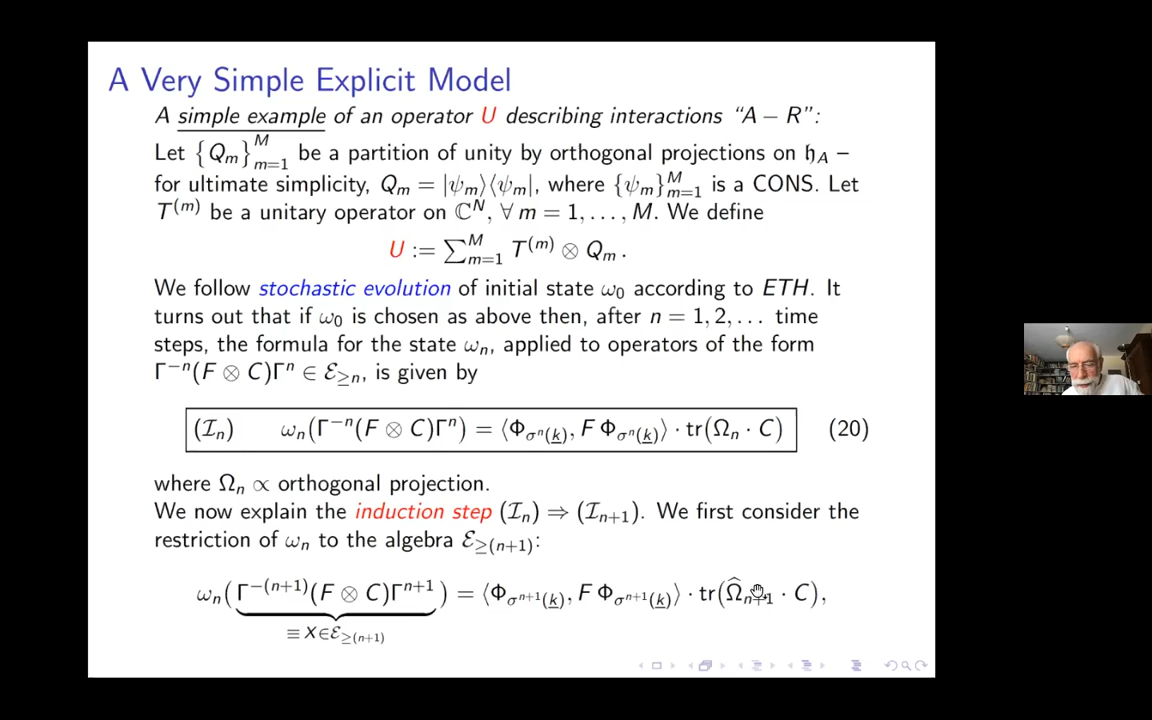 A Very Simple Explicit Model
A simple example of an operator U describing interactions “A − R”:
Let {Q_m}_{m=1}^{M} be a partition of unity by orthogonal projections on 𝔥_A –
for ultimate simplicity, Q_m = |ψ_m⟩⟨ψ_m|, where {ψ_m}_{m=1}^{M} is a CONS. Let
T^{(m)} be a unitary operator on ℂ^N, ∀ m = 1, . . . , M. We define
U := ∑_{m=1}^{M} T^{(m)} ⊗ Q_m .
We follow stochastic evolution of initial state ω_0 according to ETH. It
turns out that if ω_0 is chosen as above then, after n = 1, 2, . . . time
steps, the formula for the state ω_n, applied to operators of the form
Γ^{−n}(F ⊗ C)Γ^n ∈ ℰ_{≥n}, is given by
(ℐ_n) ω_n(Γ^{−n}(F ⊗ C)Γ^n) = ⟨Φ_{σ^n(k)}, F Φ_{σ^n(k)}⟩ · tr(Ω_n · C) (20)
where Ω_n ∝ orthogonal projection.
We now explain the induction step (ℐ_n) ⇒ (ℐ_{n+1}). We first consider the
restriction of ω_n to the algebra ℰ_{≥(n+1)}:
ω_n(Γ^{−(n+1)}(F ⊗ C)Γ^{n+1}) = ⟨Φ_{σ^{n+1}(k)}, F Φ_{σ^{n+1}(k)}⟩ · tr(Ω̂_{n+1} · C),
≡ X∈ℰ_{≥(n+1)}